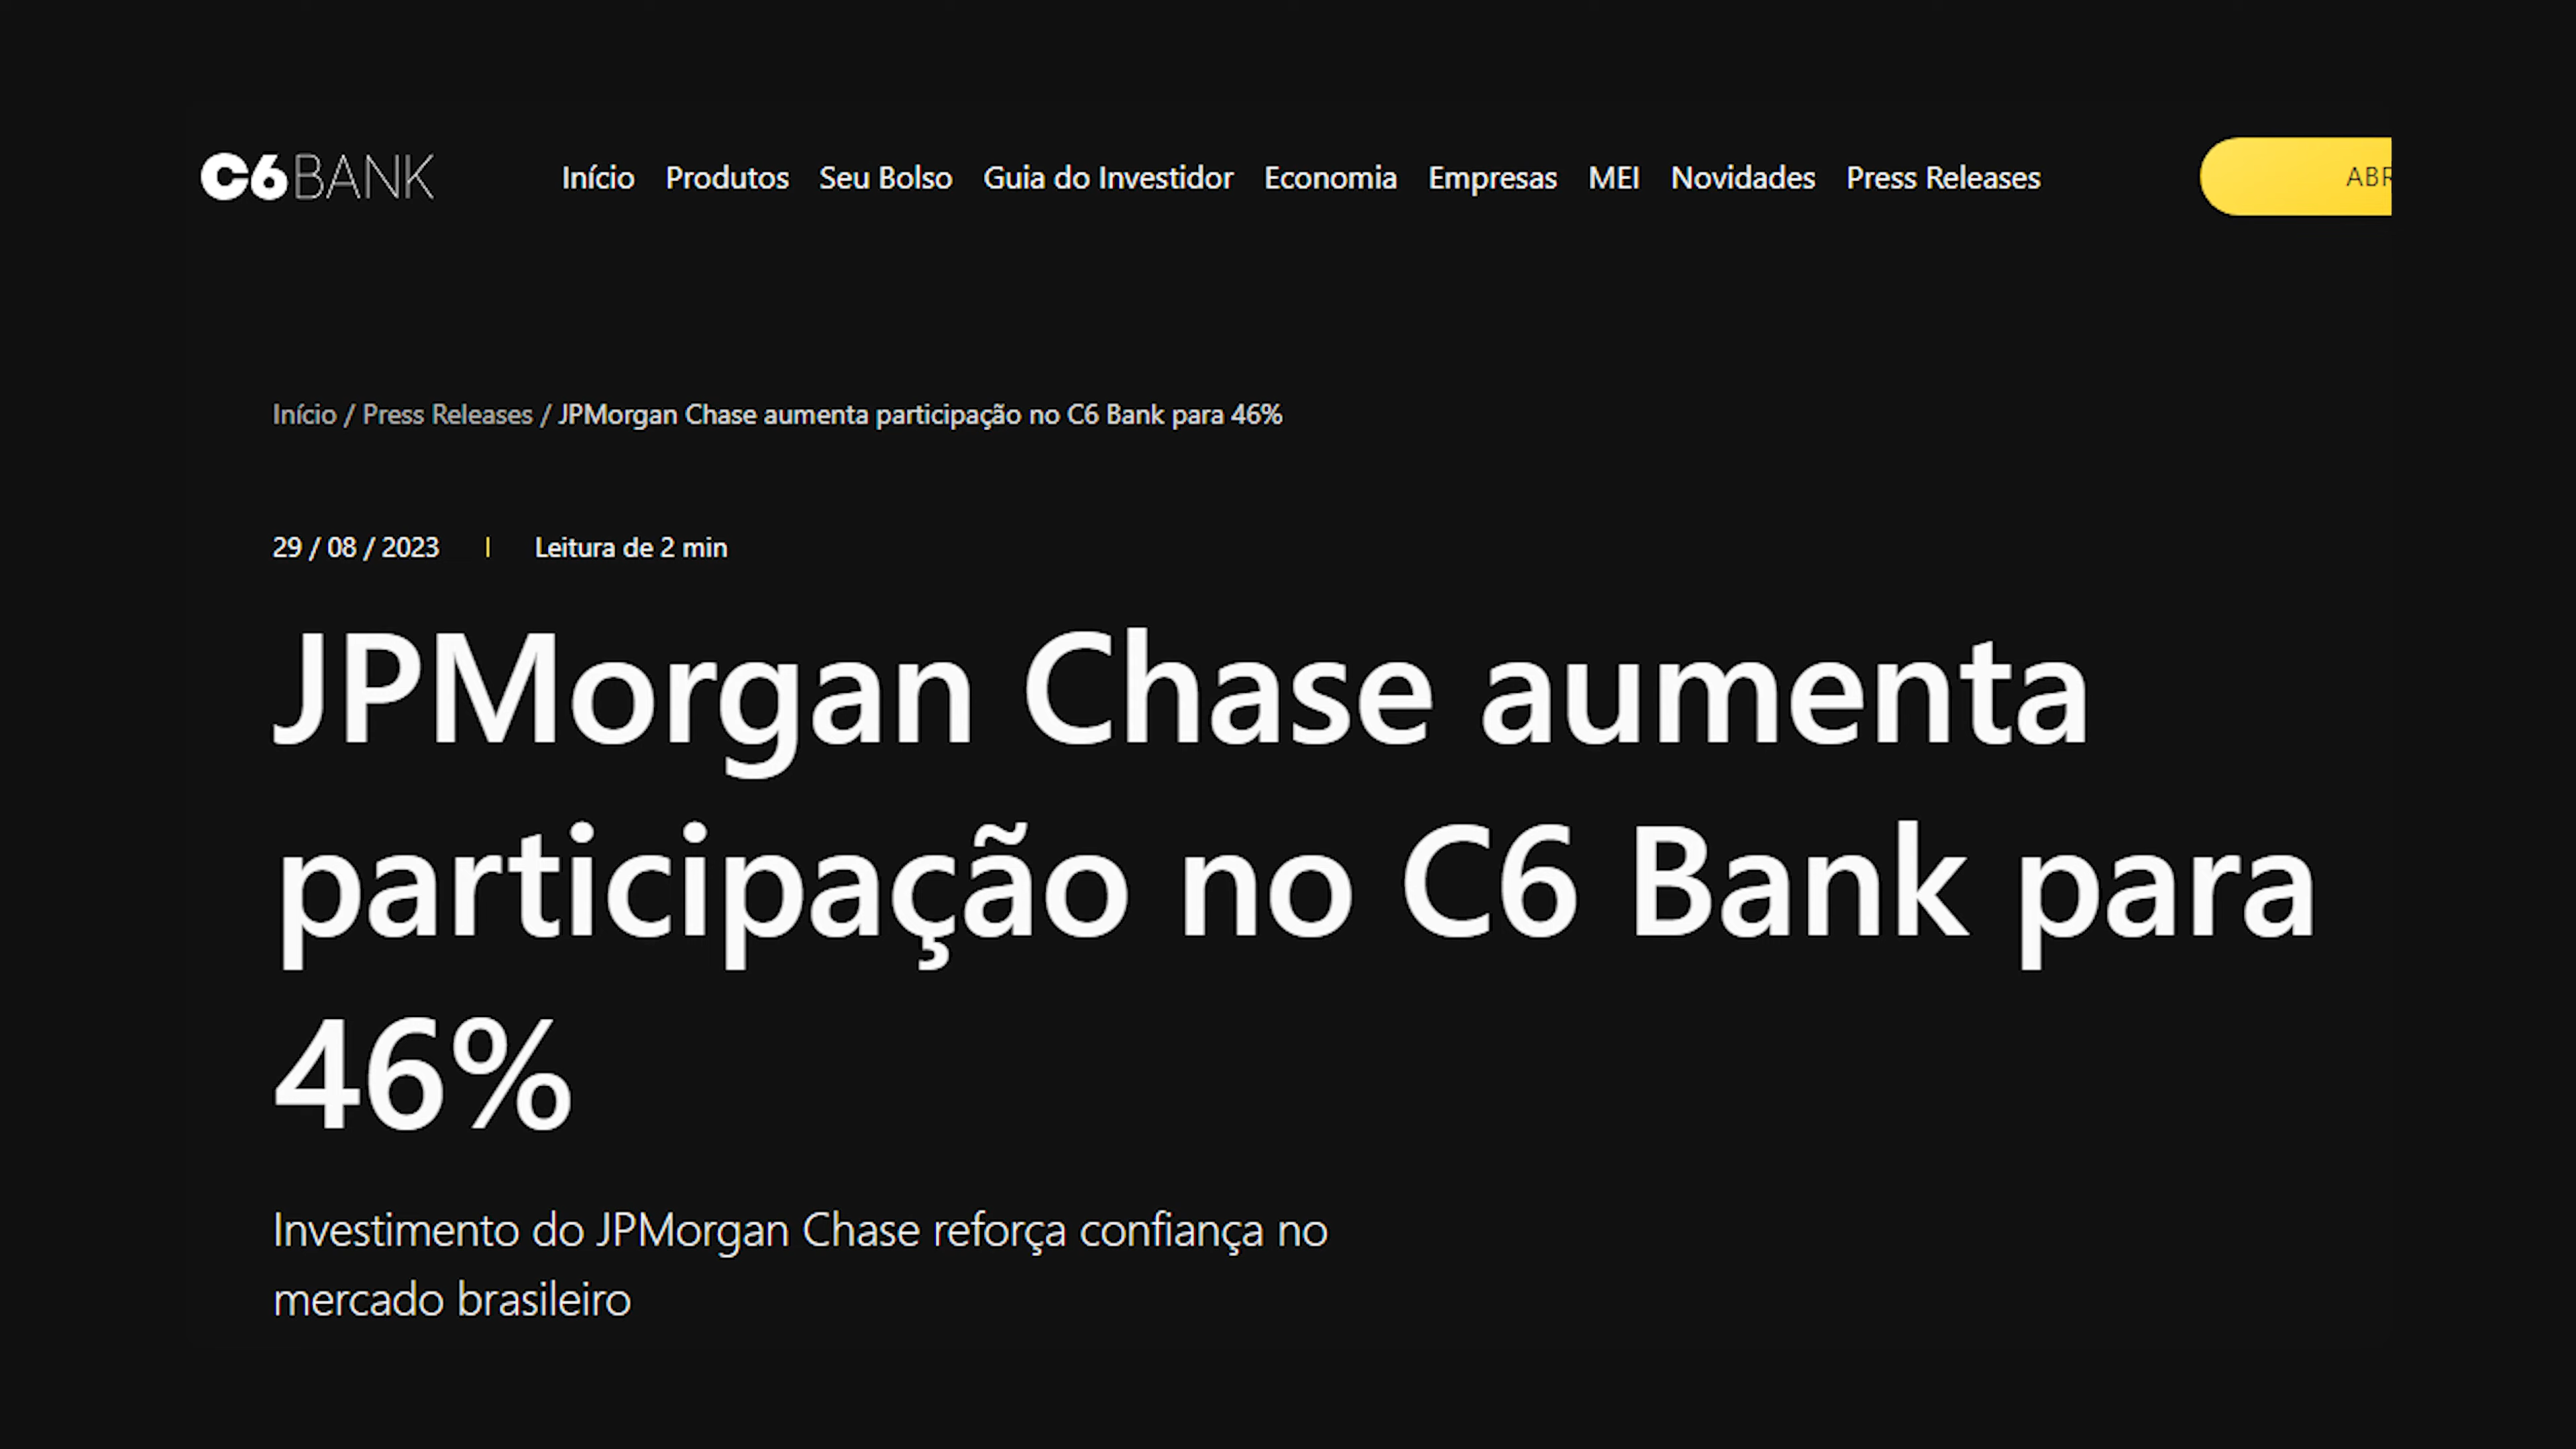 C6BANK Início Produtos Seu Bolso Guia do Investidor Economia Empresas MEI Novidades Press Releases ABR
Início / Press Releases / JPMorgan Chase aumenta participação no C6 Bank para 46%
29 / 08 / 2023 | Leitura de 2 min
JPMorgan Chase aumenta
participação no C6 Bank para
46%
Investimento do JPMorgan Chase reforça confiança no
mercado brasileiro